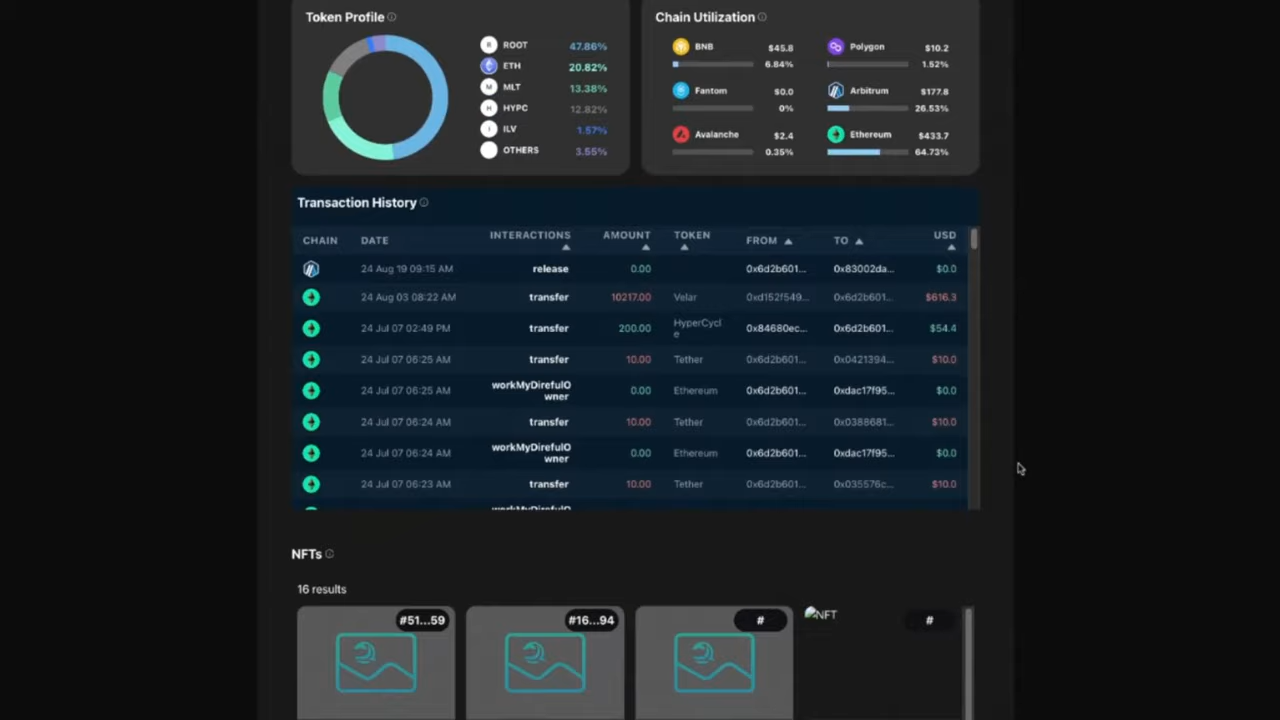 Token Profile
ROOT 47.86%
ETH 20.82%
MLT 13.38%
HYPC 12.82%
ILV 1.57%
OTHERS 3.55%
Chain Utilization
BNB $45.8
6.84%
Polygon $10.2
1.52%
Fantom $0.0
0%
Arbitrum $177.8
26.53%
Avalanche $2.4
0.35%
Ethereum $433.7
64.73%
Transaction History
CHAIN DATE INTERACTIONS AMOUNT TOKEN FROM TO USD
24 Aug 19 09:15 AM release 0.00 0x6d2b601... 0x83002da... $0.0
24 Aug 03 08:22 AM transfer 10217.00 Velar 0xd152f549... 0x6d2b601... $616.3
24 Jul 07 02:49 PM transfer 200.00 HyperCycl
e 0x84680ec... 0x6d2b601... $54.4
24 Jul 07 06:25 AM transfer 10.00 Tether 0x6d2b601... 0x0421394... $10.0
24 Jul 07 06:25 AM workMyDirefulO
wner 0.00 Ethereum 0x6d2b601... 0xdac17f95... $0.0
24 Jul 07 06:24 AM transfer 10.00 Tether 0x6d2b601... 0x0388681... $10.0
24 Jul 07 06:24 AM workMyDirefulO
wner 0.00 Ethereum 0x6d2b601... 0xdac17f95... $0.0
24 Jul 07 06:23 AM transfer 10.00 Tether 0x6d2b601... 0x035576c... $10.0
workMyDirefulO
NFTs
16 results
#51...59
#16...94
#
NFT
#